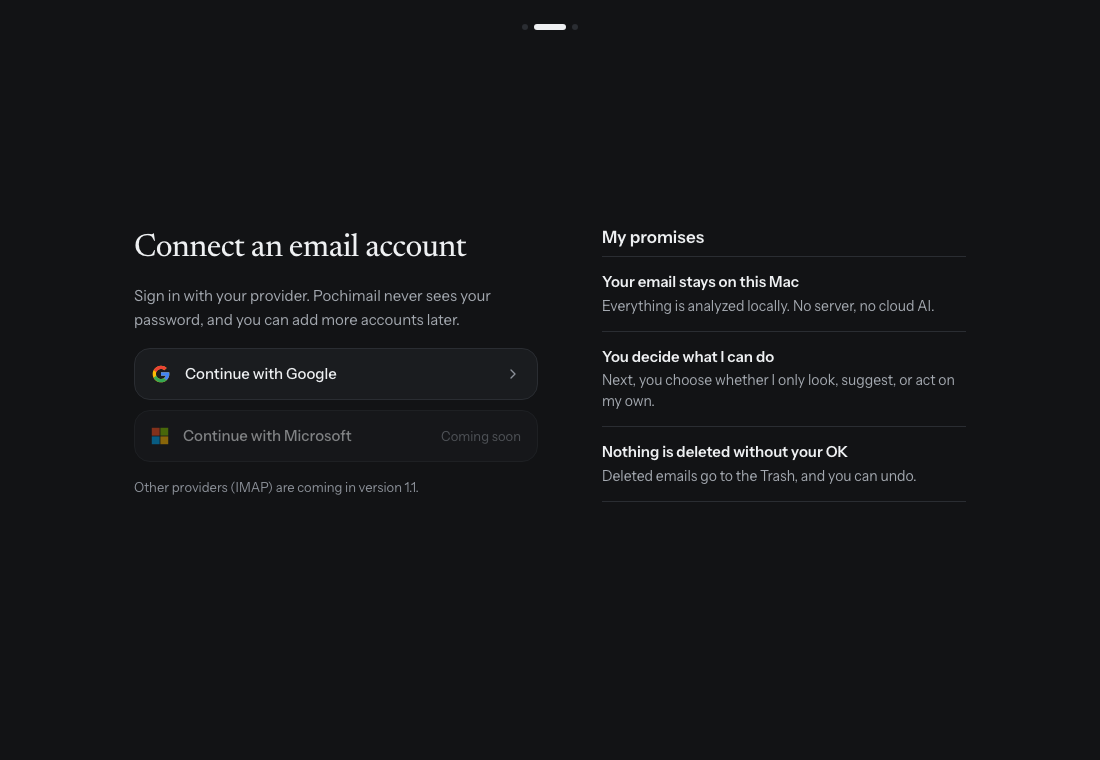 Connect an email account
Sign in with your provider. Pochimail never sees your
password, and you can add more accounts later.
Continue with Google
Continue with Microsoft
Coming soon
Other providers (IMAP) are coming in version 1.1.
My promises
Your email stays on this Mac
Everything is analyzed locally. No server, no cloud AI.
You decide what I can do
Next, you choose whether I only look, suggest, or act on
my own.
Nothing is deleted without your OK
Deleted emails go to the Trash, and you can undo.